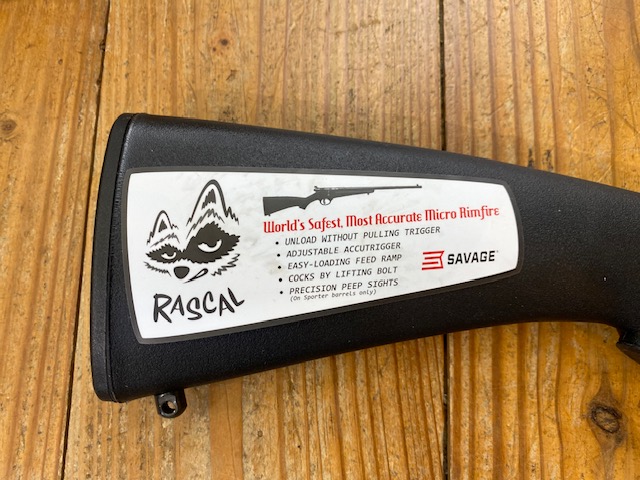 World's Safest, Most Accurate Micro Rimfire
• UNLOAD WITHOUT PULLING TRIGGER
• ADJUSTABLE ACCUTRIGGER
• EASY-LOADING FEED RAMP
• COCKS BY LIFTING BOLT
• PRECISION PEEP SIGHTS
(On Sporter barrels only)
RASCAL
SAVAGE